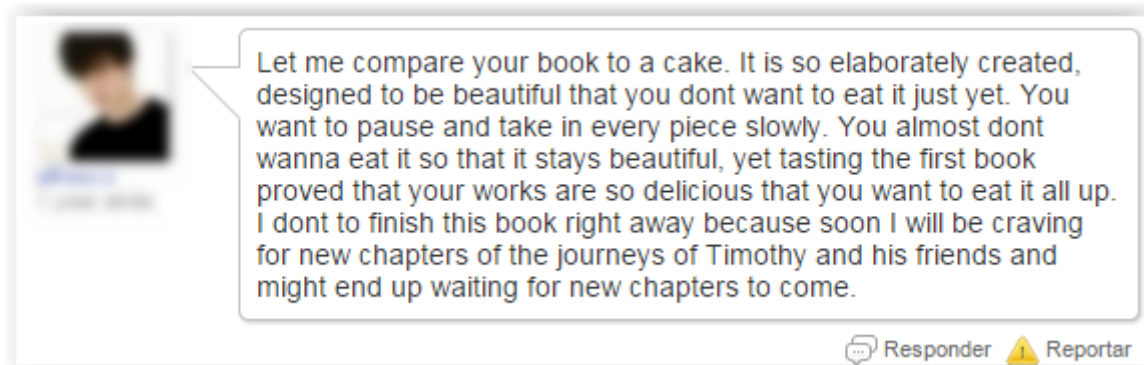 Let me compare your book to a cake. It is so elaborately created,
designed to be beautiful that you dont want to eat it just yet. You
want to pause and take in every piece slowly. You almost dont
wanna eat it so that it stays beautiful, yet tasting the first book
proved that your works are so delicious that you want to eat it all up.
I dont to finish this book right away because soon I will be craving
for new chapters of the journeys of Timothy and his friends and
might end up waiting for new chapters to come.
Responder Reportar